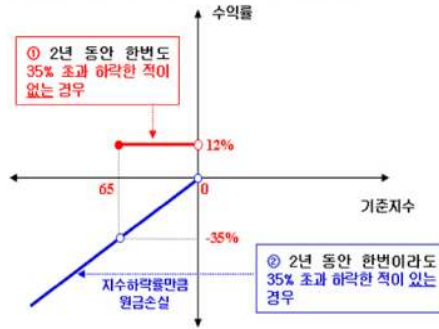 수익률
① 2년 동안 한번도
35% 초과 하락한 적이
없는 경우
12%
65
0
기준지수
-35%
② 2년 동안 한번이라도
35% 초과 하락한 적이 있는
경우
지수하락률만큼
원금손실